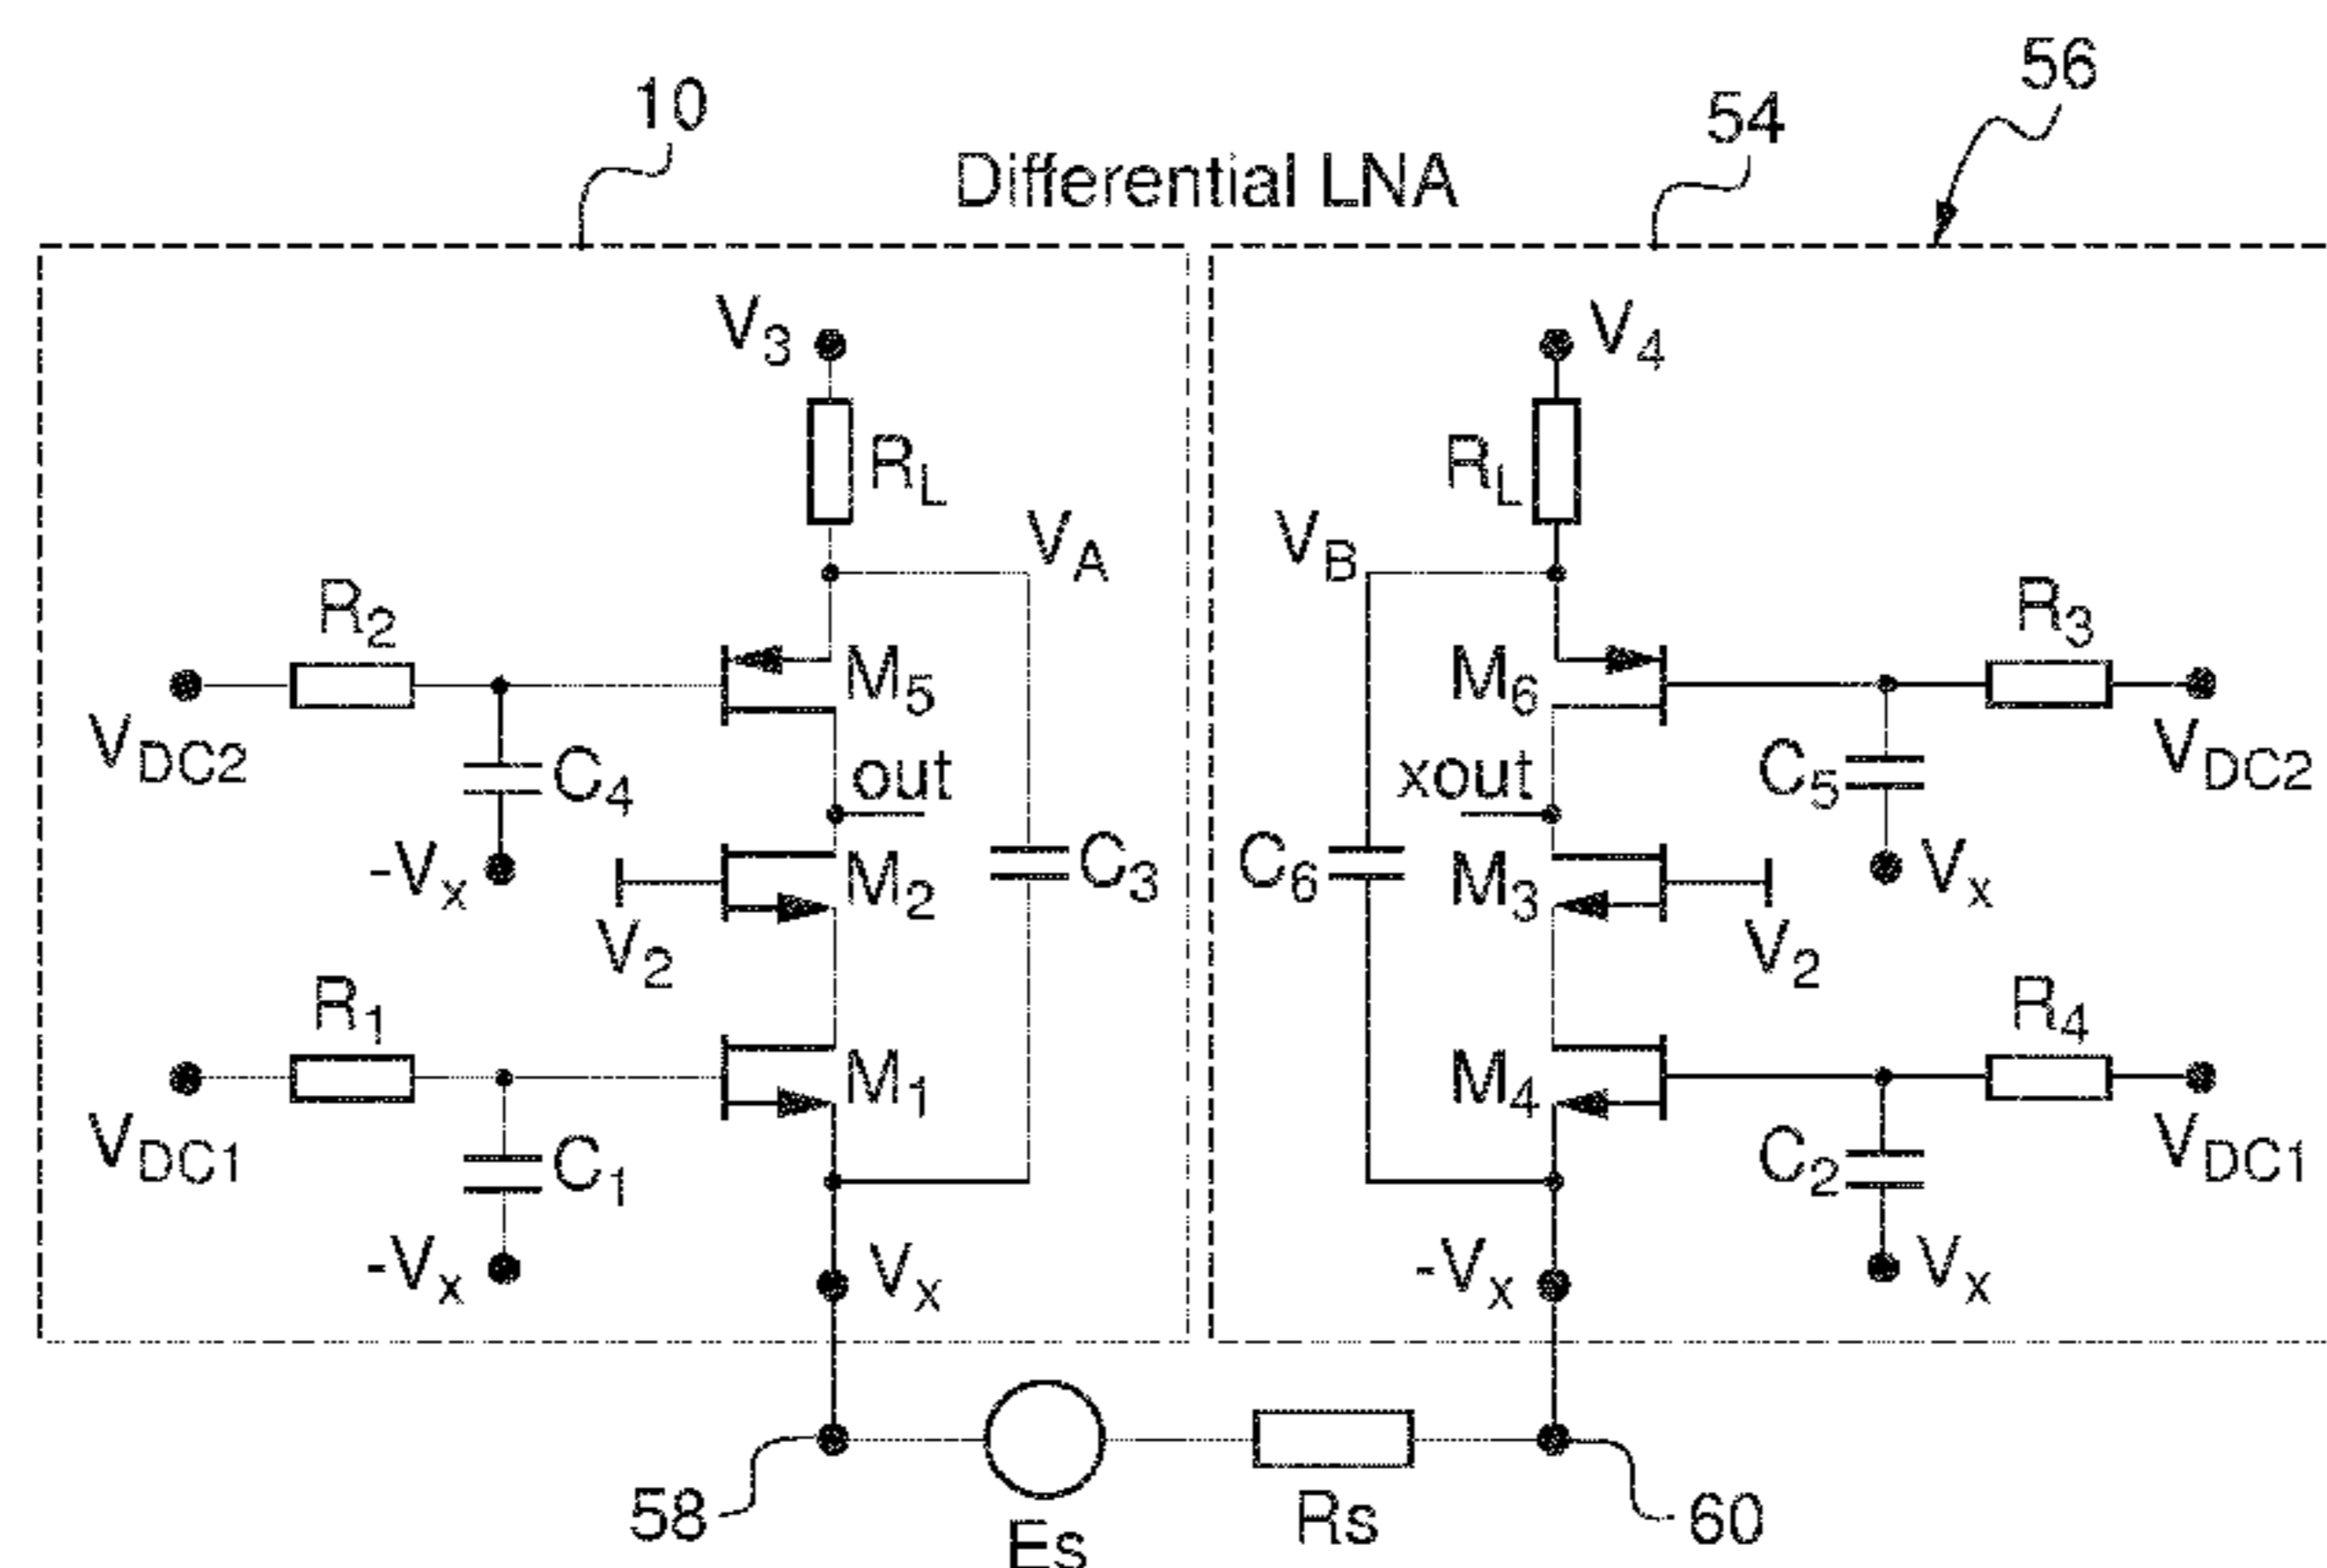 10
54
56
Differential LNA
V3
V4
RL
RL
VA
VB
R2
R3
M5
M6
VDC2
C4
out
xout
C5
VDC2
-Vx
M2
C3
C6
M3
Vx
V2
V2
R1
R4
M1
M4
VDC1
C1
C2
VDC1
-Vx
Vx
-Vx
Vx
58
Es
Rs
60